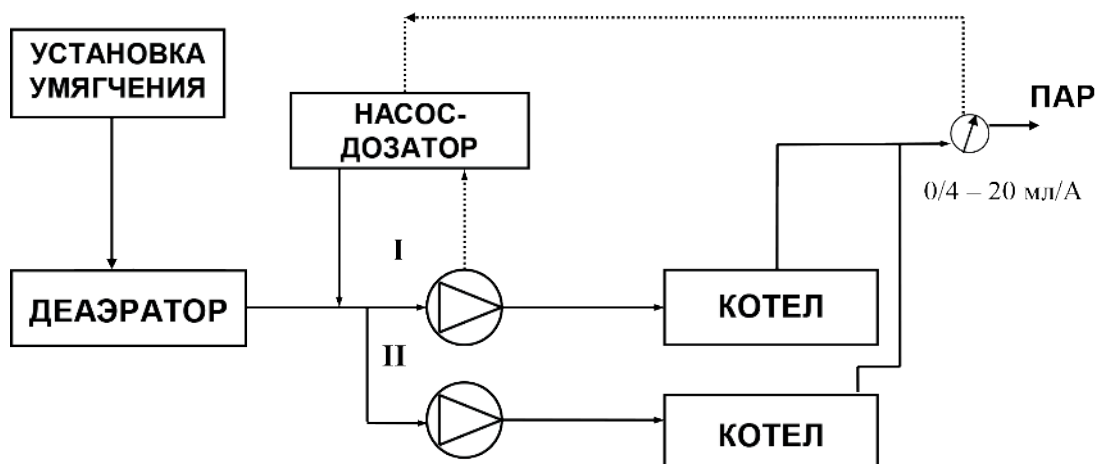 УСТАНОВКА
УМЯГЧЕНИЯ
НАСОС-
ДОЗАТОР
ПАР
0/4 – 20 мл/А
I
ДЕАЭРАТОР
КОТЕЛ
II
КОТЕЛ